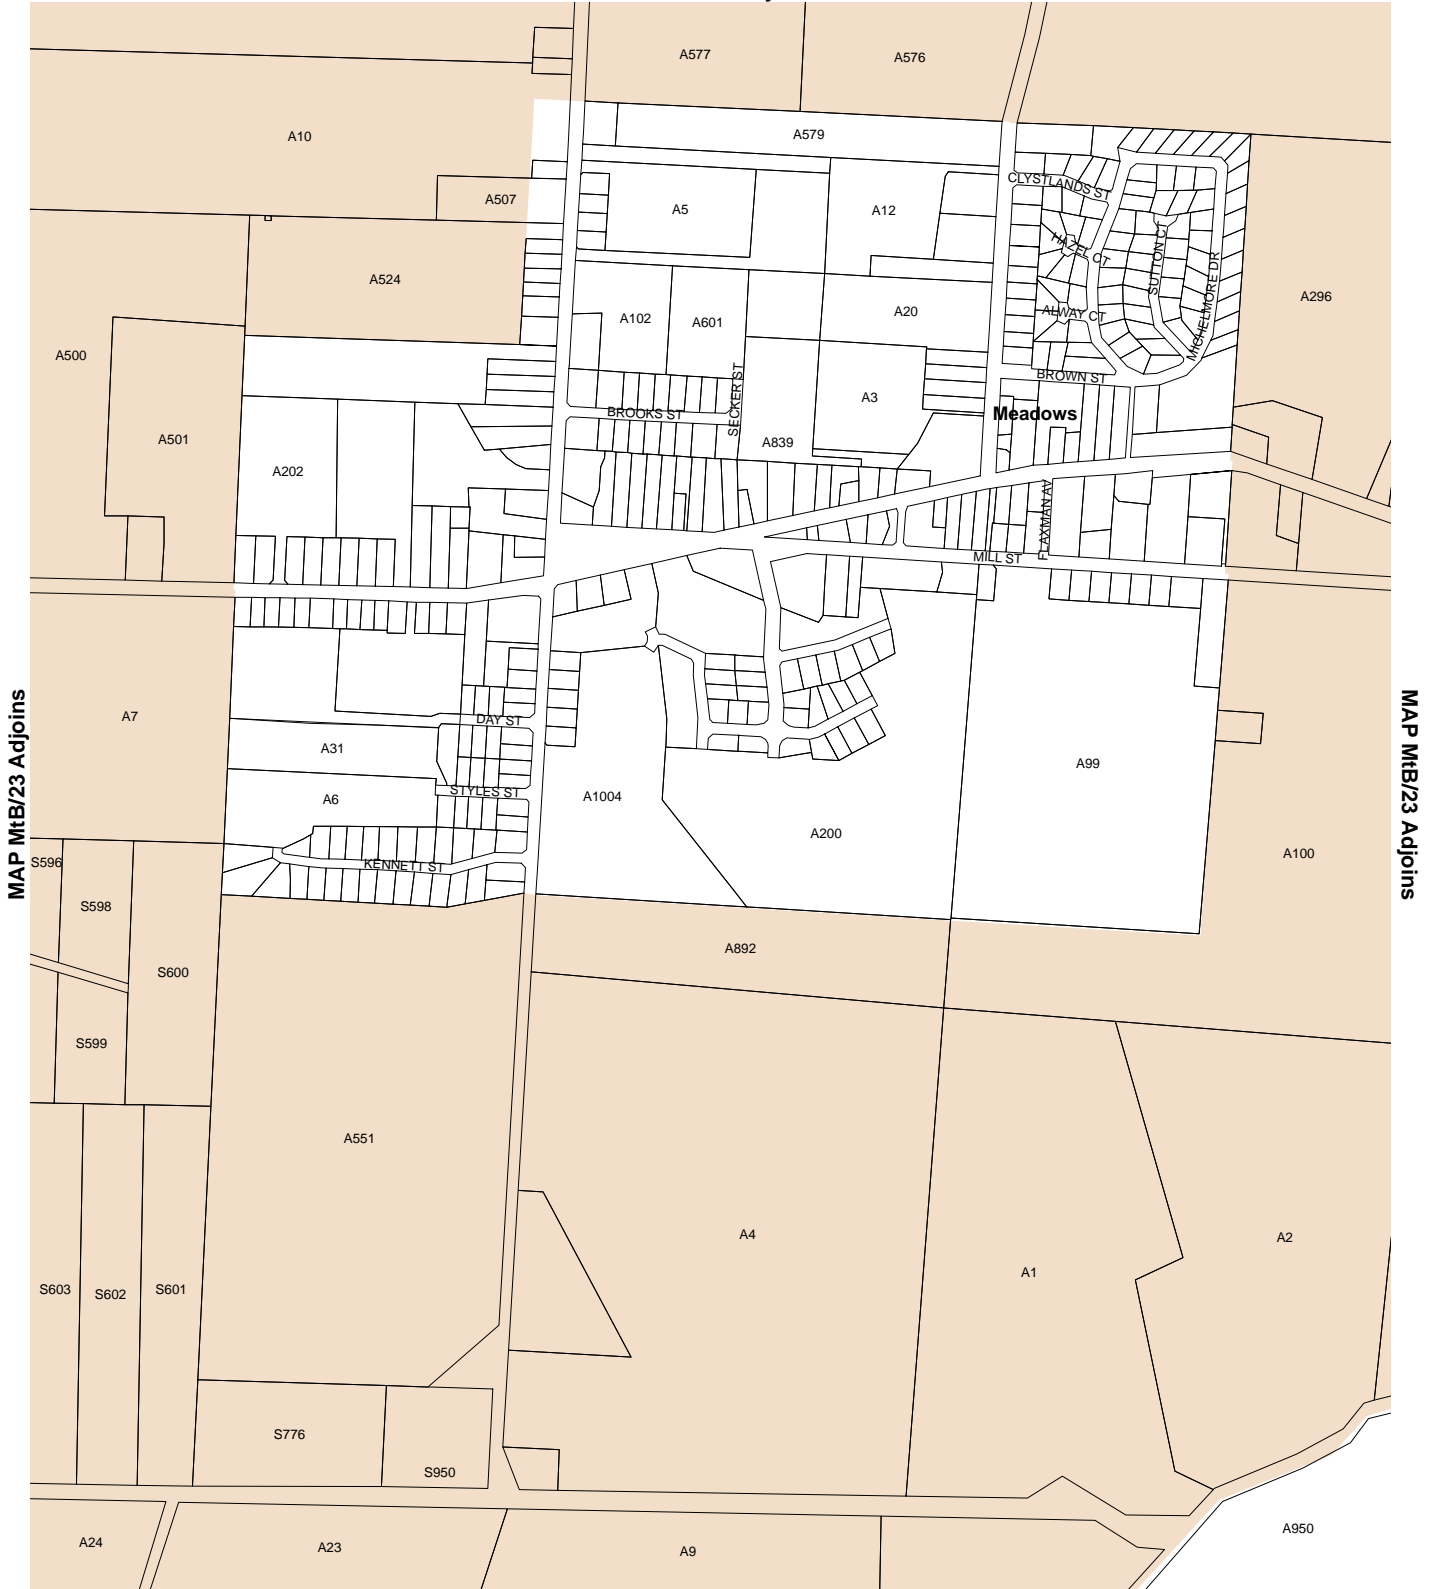 A577
A576
A579
A10
A507
A5
A12
CLYSTLANDS ST
HAZEL CT
SUTTON CT
MICHELMORE DR
ALWAY CT
A524
A296
A102
A601
A20
A500
BROWN ST
SECKER ST
A3
Meadows
BROOKS ST
A501
A839
A202
FLAXMAN AV
MILL ST
MAP MtB/23 Adjoins
MAP MtB/23 Adjoins
A7
DAY ST
A31
A99
STYLES ST
A6
A1004
A200
A100
KENNETT ST
S596
S598
A892
S600
S599
A551
A4
A2
A1
S603
S602
S601
S776
S950
A950
A24
A23
A9